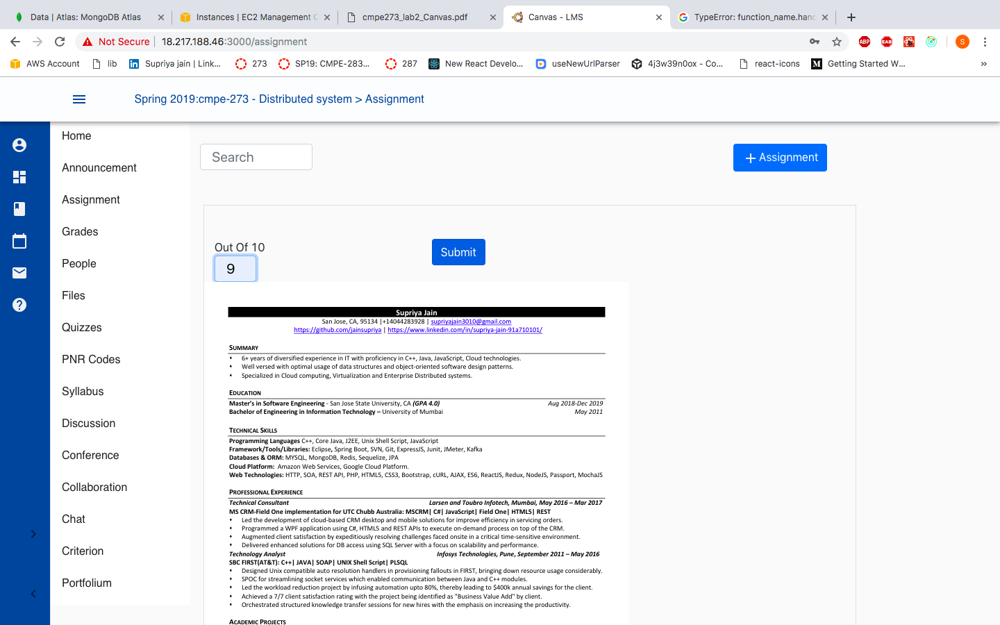 Data | Atlas: MongoDB Atlas
Instances | EC2 Management C
cmpe273_lab2_Canvas.pdf
Canvas - LMS
TypeError: function_name.hand
Not Secure | 18.217.188.46:3000/assignment
AWS Account
lib
Supriya jain | Link...
273
SP19: CMPE-283...
287
New React Develo...
useNewUrlParser
4j3w39n0ox - Co...
react-icons
Getting Started W...
»
Spring 2019:cmpe-273 - Distributed system > Assignment
Home
Announcement
Assignment
Grades
People
Files
Quizzes
PNR Codes
Syllabus
Discussion
Conference
Collaboration
Chat
Criterion
Portfolium
Search
+ Assignment
Out Of 10
9
Submit
Supriya Jain
San Jose, CA, 95134 |+14044283928 | supriyajain3010@gmail.com
https://github.com/jainsupriya | https://www.linkedin.com/in/supriya-jain-91a710101/
SUMMARY
6+ years of diversified experience in IT with proficiency in C++, Java, JavaScript, Cloud technologies.
Well versed with optimal usage of data structures and object-oriented software design patterns.
Specialized in Cloud computing, Virtualization and Enterprise Distributed systems.
EDUCATION
Master's in Software Engineering - San Jose State University, CA (GPA 4.0) Aug 2018-Dec 2019
Bachelor of Engineering in Information Technology – University of Mumbai May 2011
TECHNICAL SKILLS
Programming Languages C++, Core Java, J2EE, Unix Shell Script, JavaScript
Framework/Tools/Libraries: Eclipse, Spring Boot, SVN, Git, ExpressJS, Junit, JMeter, Kafka
Databases & ORM: MYSQL, MongoDB, Redis, Sequelize, JPA
Cloud Platform: Amazon Web Services, Google Cloud Platform.
Web Technologies: HTTP, SOA, REST API, PHP, HTML5, CSS3, Bootstrap, cURL, AJAX, ES6, ReactJS, Redux, NodeJS, Passport, MochaJS
PROFESSIONAL EXPERIENCE
Technical Consultant Larsen and Toubro Infotech, Mumbai, May 2016 – Mar 2017
MS CRM-Field One implementation for UTC Chubb Australia: MSCRM| C#| JavaScript| Field One| HTML5| REST
Led the development of cloud-based CRM desktop and mobile solutions for improve efficiency in servicing orders.
Programmed a WPF application using C#, HTML5 and REST APIs to execute on-demand process on top of the CRM.
Augmented client satisfaction by expeditiously resolving challenges faced onsite in a critical time-sensitive environment.
Delivered enhanced solutions for DB access using SQL Server with a focus on scalability and performance.
Technology Analyst Infosys Technologies, Pune, September 2011 – May 2016
SBC FIRST(AT&T): C++| JAVA| SOAP| UNIX Shell Script| PLSQL
Designed Unix compatible auto resolution handlers in provisioning fallouts in FIRST, bringing down resource usage considerably.
SPOC for streamlining socket services which enabled communication between Java and C++ modules.
Led the workload reduction project by infusing automation upto 80%, thereby leading to $400k annual savings for the client.
Achieved a 7/7 client satisfaction rating with the project being identified as "Business Value Add" by client.
Orchestrated structured knowledge transfer sessions for new hires with the emphasis on increasing the productivity.
ACADEMIC PROJECTS